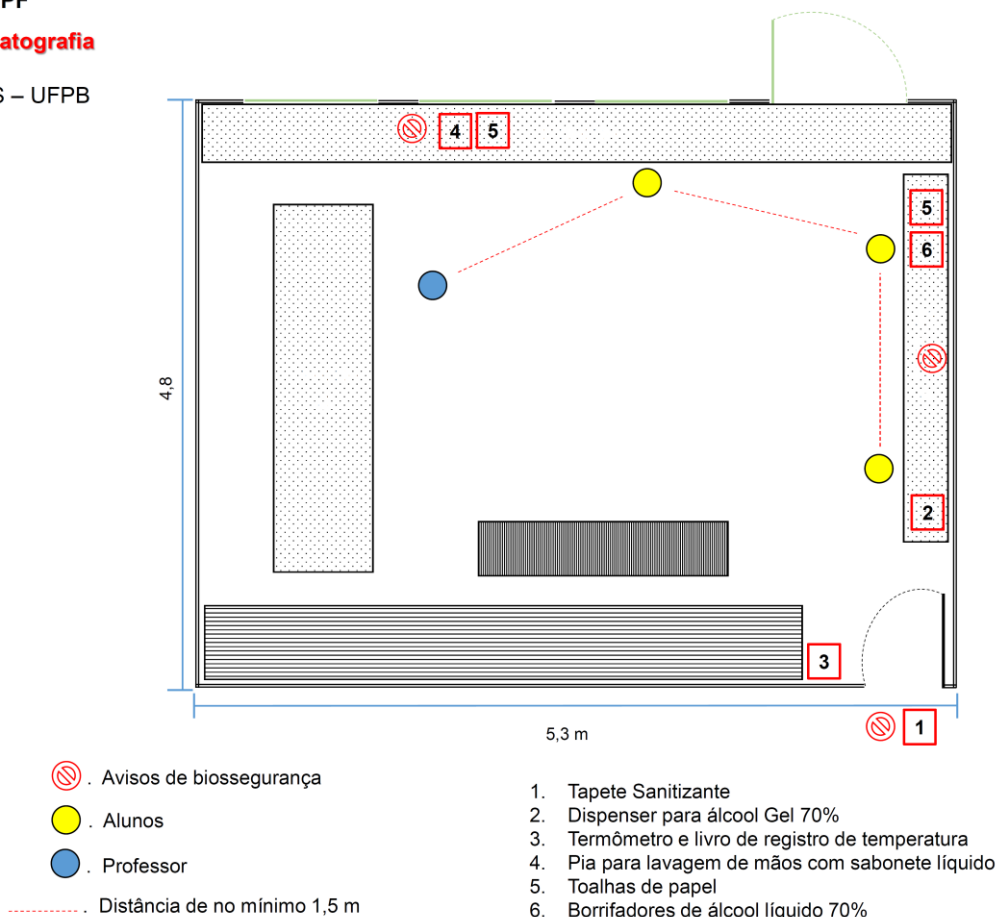 PF
atografia
S – UFPB
4 5
5
6
4,8
2
3
5,3 m
1
. Avisos de biossegurança
. Alunos
. Professor
. Distância de no mínimo 1,5 m
1. Tapete Sanitizante
2. Dispenser para álcool Gel 70%
3. Termômetro e livro de registro de temperatura
4. Pia para lavagem de mãos com sabonete líquido
5. Toalhas de papel
6. Borrifadores de álcool líquido 70%